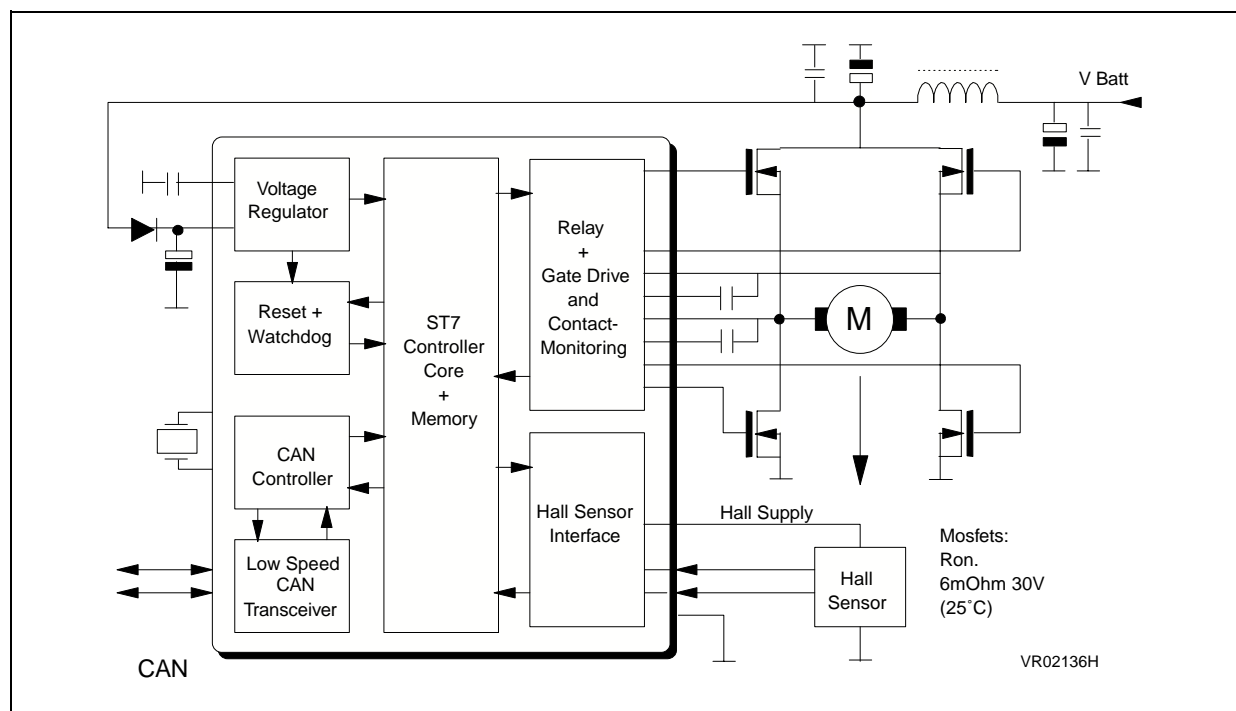 V Batt
Voltage
Regulator
Reset +
Watchdog
CAN
Controller
Low Speed
CAN
Transceiver
ST7
Controller
Core
+
Memory
Relay
+
Gate Drive
and
Contact-
Monitoring
Hall Sensor
Interface
M
Hall Supply
Hall
Sensor
Mosfets:
Ron.
6mOhm 30V
(25˚C)
CAN
VR02136H